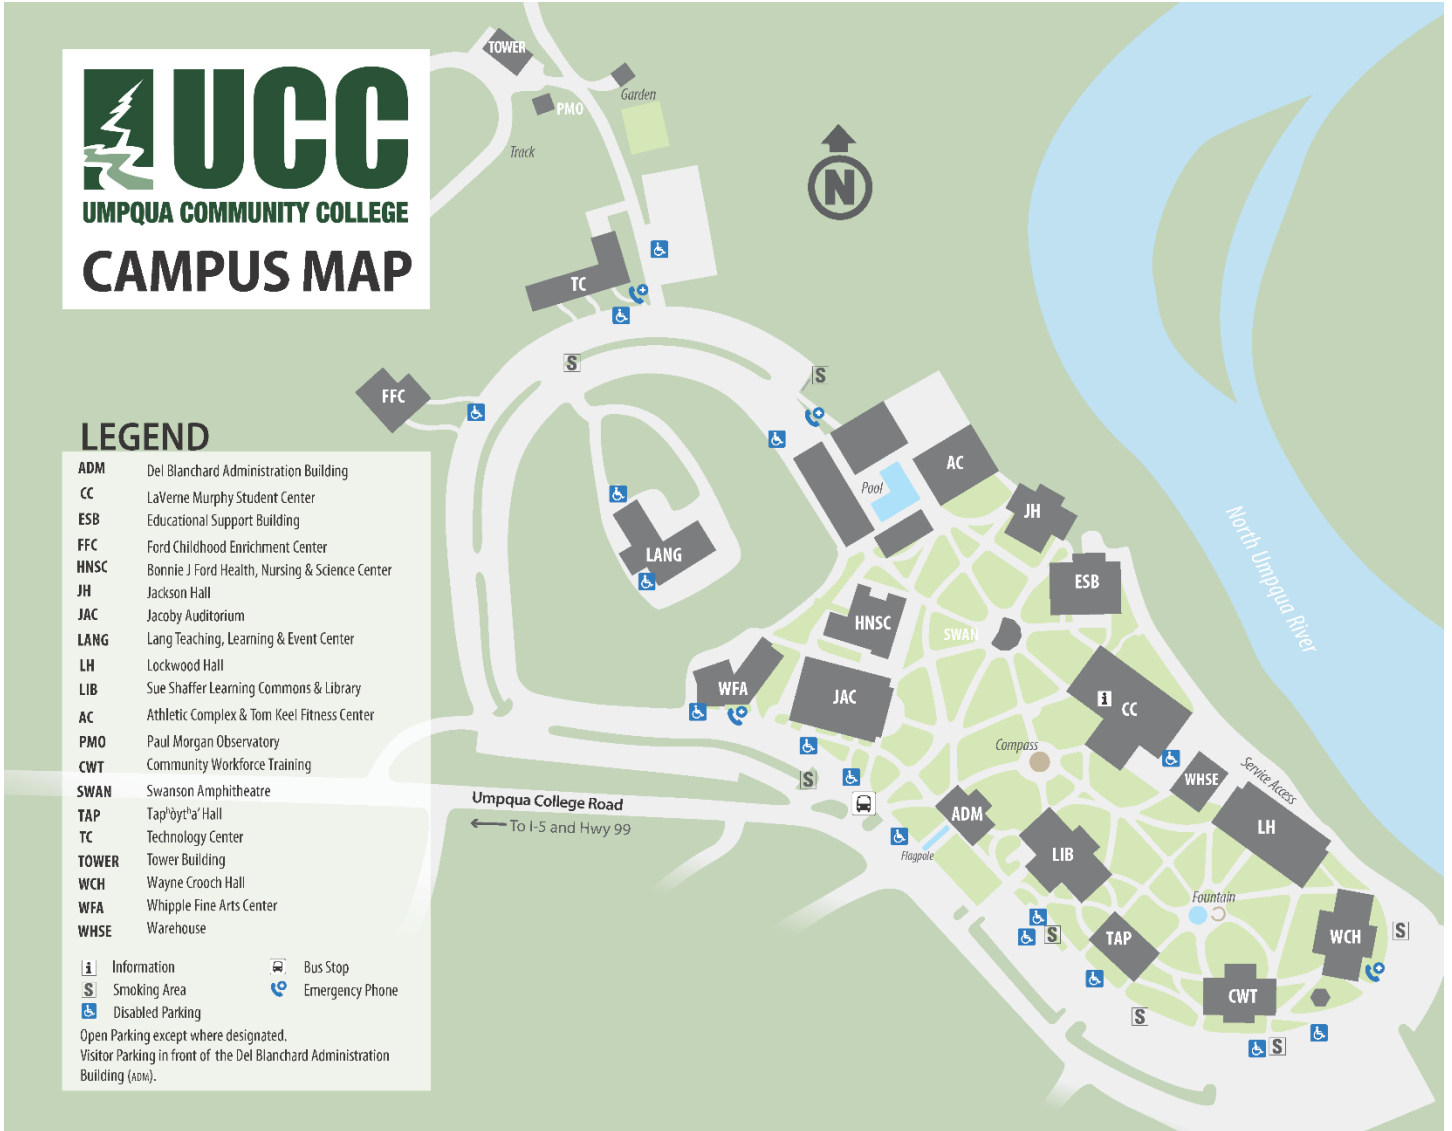 UCC
UMPQUA COMMUNITY COLLEGE
CAMPUS MAP
N
TOWER
PMO
Garden
Track
TC
S
S
FFC
LANG
Pool
AC
JH
ESB
HNSC
SWAN
WFA
JAC
CC
i
Compass
WHSE
Service Access
S
ADM
Flagpole
LIB
LH
Fountain
TAP
WCH
S
S
CWT
S
S
North Umpqua River
Umpqua College Road
To I-5 and Hwy 99
LEGEND
ADM Del Blanchard Administration Building
CC LaVerne Murphy Student Center
ESB Educational Support Building
FFC Ford Childhood Enrichment Center
HNSC Bonnie J Ford Health, Nursing & Science Center
JH Jackson Hall
JAC Jacoby Auditorium
LANG Lang Teaching, Learning & Event Center
LH Lockwood Hall
LIB Sue Shaffer Learning Commons & Library
AC Athletic Complex & Tom Keel Fitness Center
PMO Paul Morgan Observatory
CWT Community Workforce Training
SWAN Swanson Amphitheatre
TAP Tapʰòytʰaʼ Hall
TC Technology Center
TOWER Tower Building
WCH Wayne Crooch Hall
WFA Whipple Fine Arts Center
WHSE Warehouse
i Information
Bus Stop
S Smoking Area
Emergency Phone
Disabled Parking
Open Parking except where designated.
Visitor Parking in front of the Del Blanchard Administration
Building (ADM).